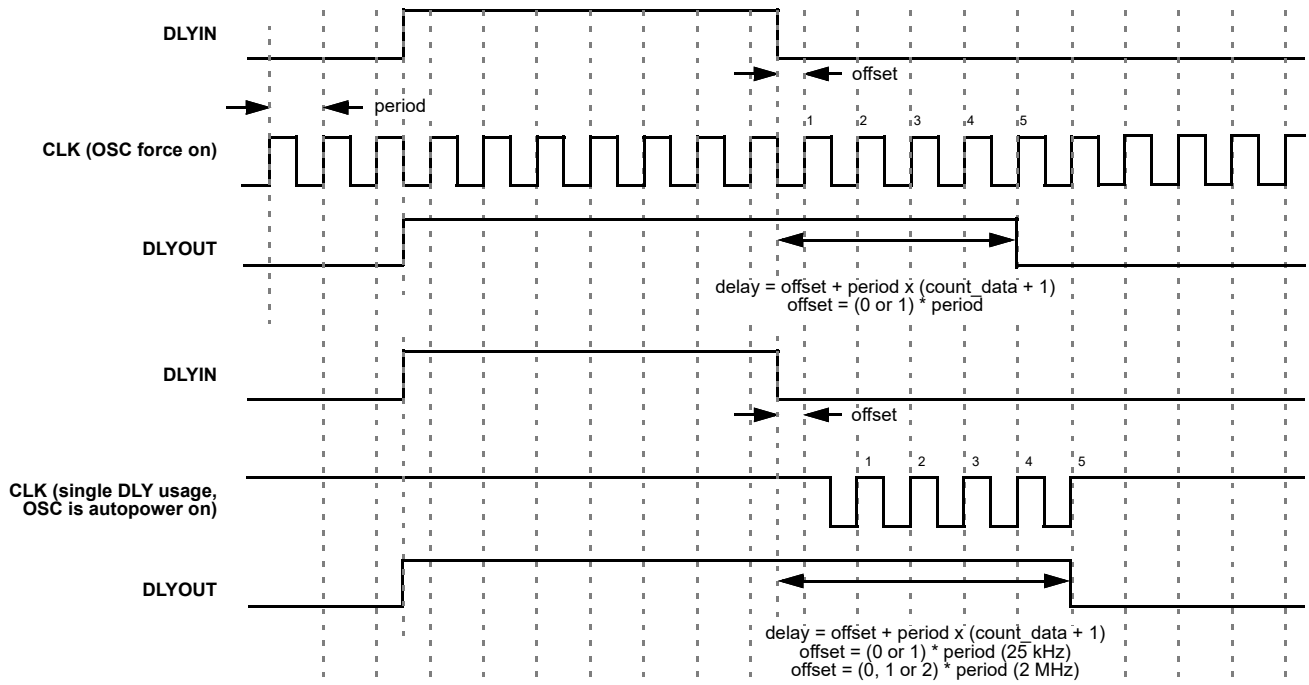 DLYIN
offset
period
1 2 3 4 5
CLK (OSC force on)
DLYOUT
delay = offset + period x (count_data + 1)
offset = (0 or 1) * period
DLYIN
offset
1 2 3 4 5
CLK (single DLY usage,
OSC is autopower on)
DLYOUT
delay = offset + period x (count_data + 1)
offset = (0 or 1) * period (25 kHz)
offset = (0, 1 or 2) * period (2 MHz)